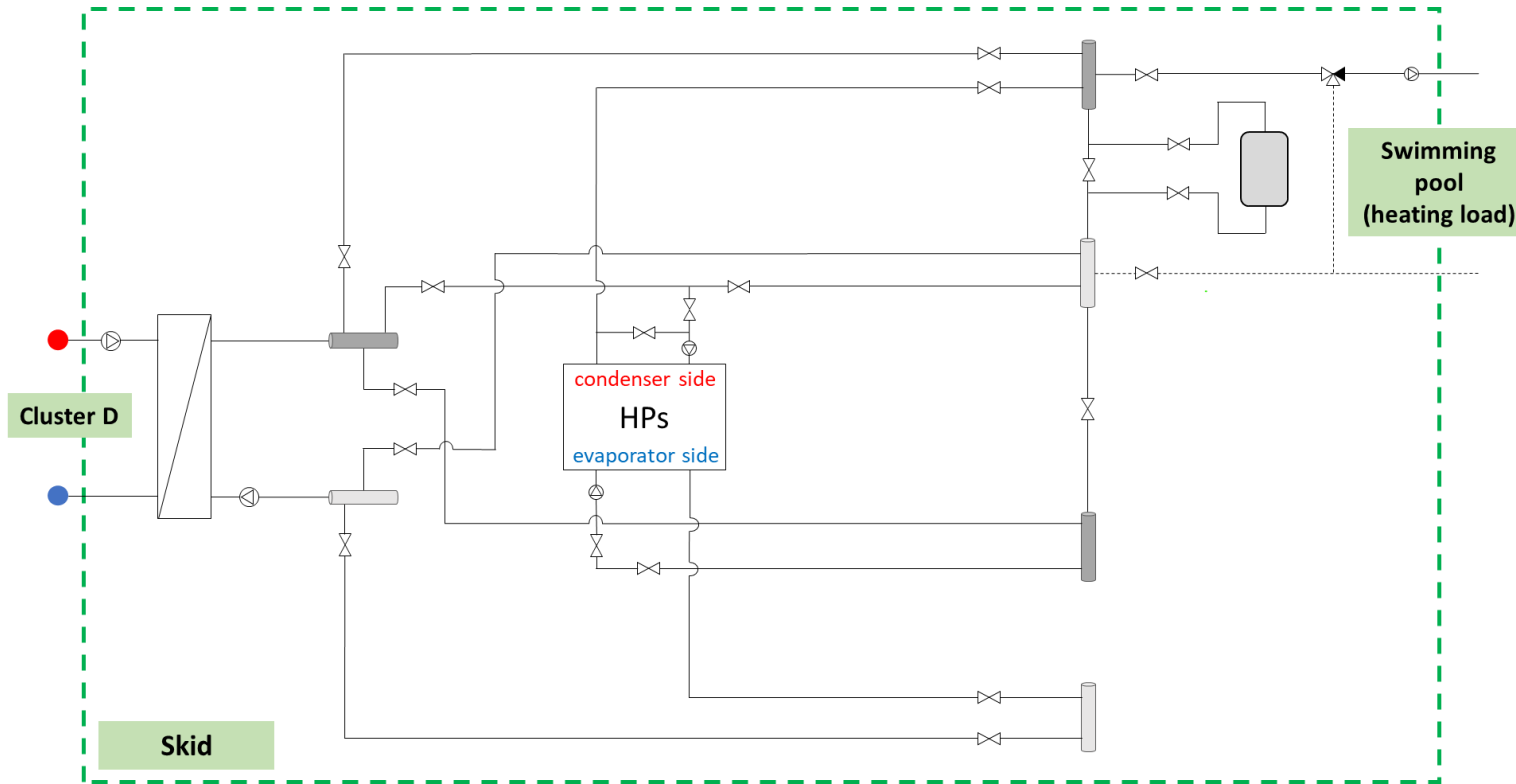 Swimming
pool
(heating load)
condenser side
HPs
evaporator side
Cluster D
Skid